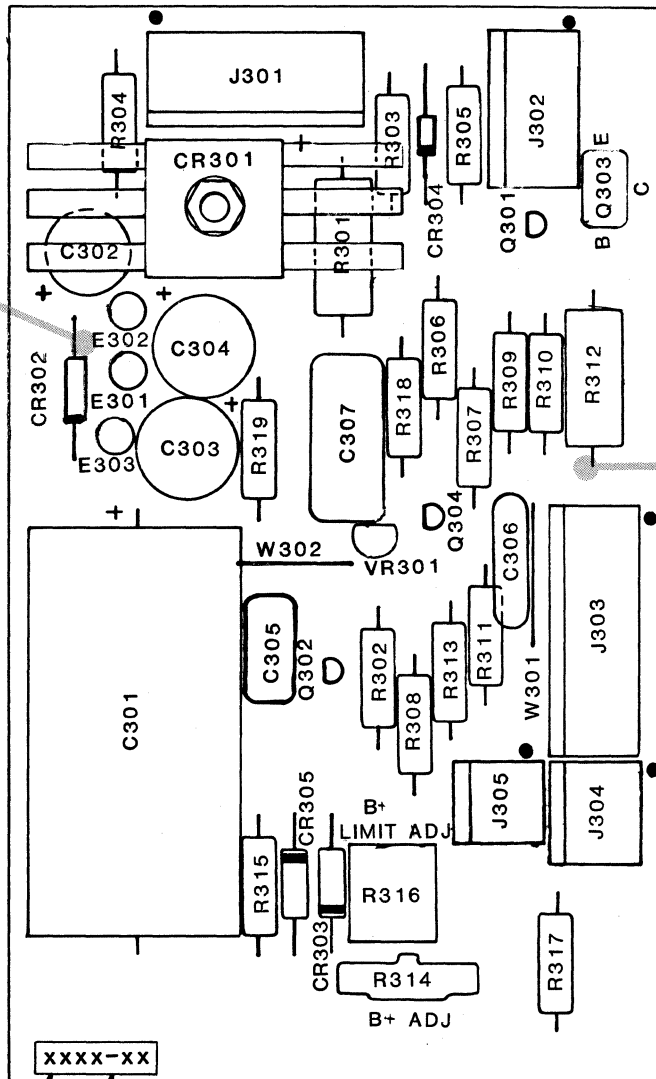 J301
J302
R304
R303
R305
E
Q303
C
B
CR301
+
CR304
Q301
R301
C302
+
+
E302
C304
R306
R309
R310
R312
CR302
E301
R318
+
C307
R307
R319
E303
C303
+
Q304
C306
W302
VR301
J303
C305
Q302
R302
R313
R311
W301
R308
C301
CR305
B+
LIMIT ADJ
J305
J304
R315
R316
CR303
R317
R314
B+ ADJ
XXXX-XX